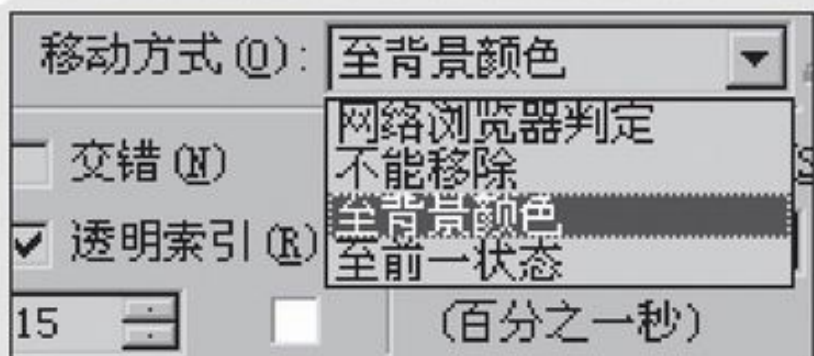 移动方式(O): 至背景颜色
网络浏览器判定
交错(N) 不能移除
至背景颜色
透明索引(R) 至前一状态
15 (百分之一秒)